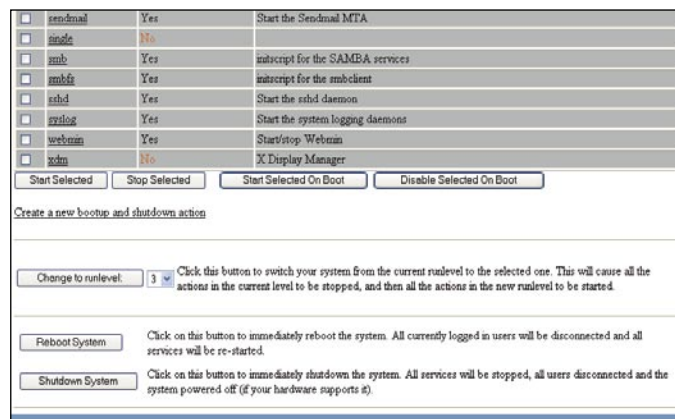 sendmail Yes Start the Sendmail MTA
single No
smb Yes initscript for the SAMBA services
smbfs Yes initscript for the smbclient
sshd Yes Start the sshd daemon
syslog Yes Start the system logging daemons
webmin Yes Start/stop Webmin
xdm No X Display Manager
Start Selected Stop Selected Start Selected On Boot Disable Selected On Boot
Create a new bootup and shutdown action
Change to runlevel: 3 Click this button to switch your system from the current runlevel to the selected one. This will cause all the
actions in the current level to be stopped, and then all the actions in the new runlevel to be started.
Reboot System Click on this button to immediately reboot the system. All currently logged in users will be disconnected and all
services will be re-started.
Shutdown System Click on this button to immediately shutdown the system. All services will be stopped, all users disconnected and the
system powered off (if your hardware supports it).